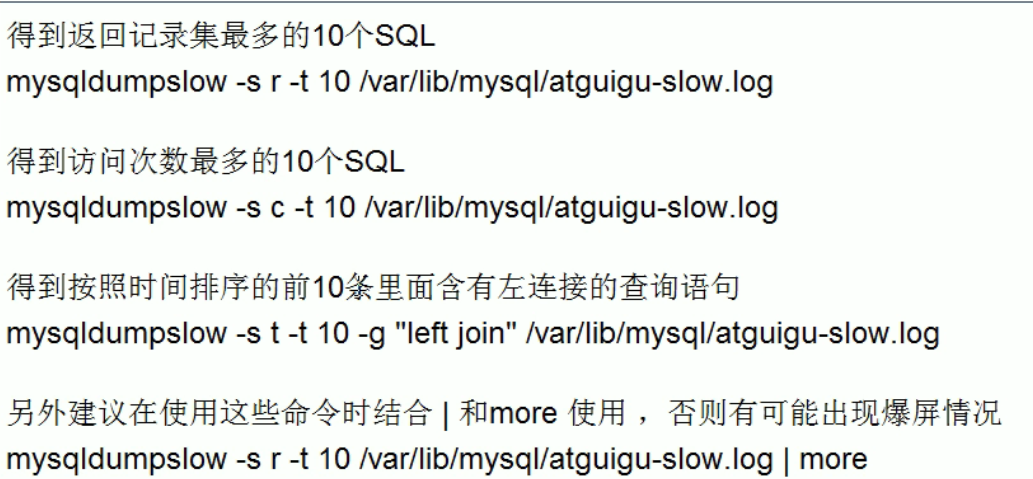 得到返回记录集最多的10个SQL
mysqldumpslow -s r -t 10 /var/lib/mysql/atguigu-slow.log
得到访问次数最多的10个SQL
mysqldumpslow -s c -t 10 /var/lib/mysql/atguigu-slow.log
得到按照时间排序的前10条里面含有左连接的查询语句
mysqldumpslow -s t -t 10 -g "left join" /var/lib/mysql/atguigu-slow.log
另外建议在使用这些命令时结合 | 和more 使用 ，否则有可能出现爆屏情况
mysqldumpslow -s r -t 10 /var/lib/mysql/atguigu-slow.log | more